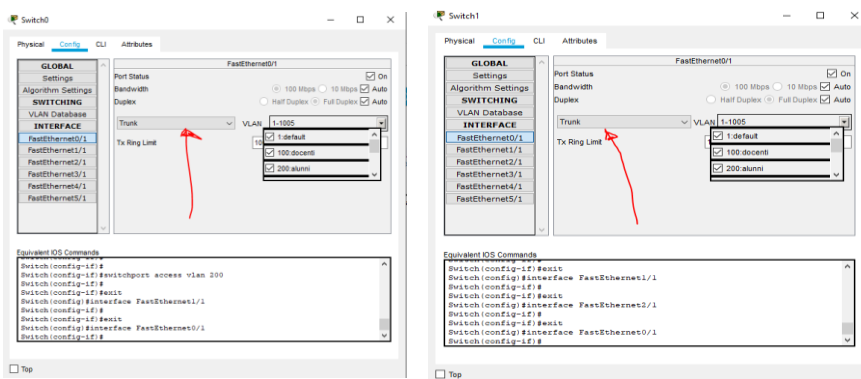 Switch0
Physical Config CLI Attributes
GLOBAL
Settings
Algorithm Settings
SWITCHING
VLAN Database
INTERFACE
FastEthernet0/1
FastEthernet1/1
FastEthernet2/1
FastEthernet3/1
FastEthernet4/1
FastEthernet5/1
FastEthernet0/1
Port Status On
Bandwidth 100 Mbps 10 Mbps Auto
Duplex Half Duplex Full Duplex Auto
Trunk VLAN 1-1005
1:default
Tx Ring Limit 10
100:docenti
200:alunni
Equivalent IOS Commands
Switch(config-if)#
Switch(config-if)#switchport access vlan 200
Switch(config-if)#
Switch(config-if)#exit
Switch(config)#interface FastEthernet1/1
Switch(config-if)#
Switch(config-if)#exit
Switch(config)#interface FastEthernet0/1
Switch(config-if)#
Top
Switch1
Physical Config CLI Attributes
GLOBAL
Settings
Algorithm Settings
SWITCHING
VLAN Database
INTERFACE
FastEthernet0/1
FastEthernet1/1
FastEthernet2/1
FastEthernet3/1
FastEthernet4/1
FastEthernet5/1
FastEthernet0/1
Port Status On
Bandwidth 100 Mbps 10 Mbps Auto
Duplex Half Duplex Full Duplex Auto
Trunk VLAN 1-1005
1:default
Tx Ring Limit
100:docenti
200:alunni
Equivalent IOS Commands
Switch(config-if)#
Switch(config-if)#exit
Switch(config)#interface FastEthernet1/1
Switch(config-if)#
Switch(config-if)#exit
Switch(config)#interface FastEthernet2/1
Switch(config-if)#
Switch(config-if)#exit
Switch(config)#interface FastEthernet0/1
Switch(config-if)#
Top